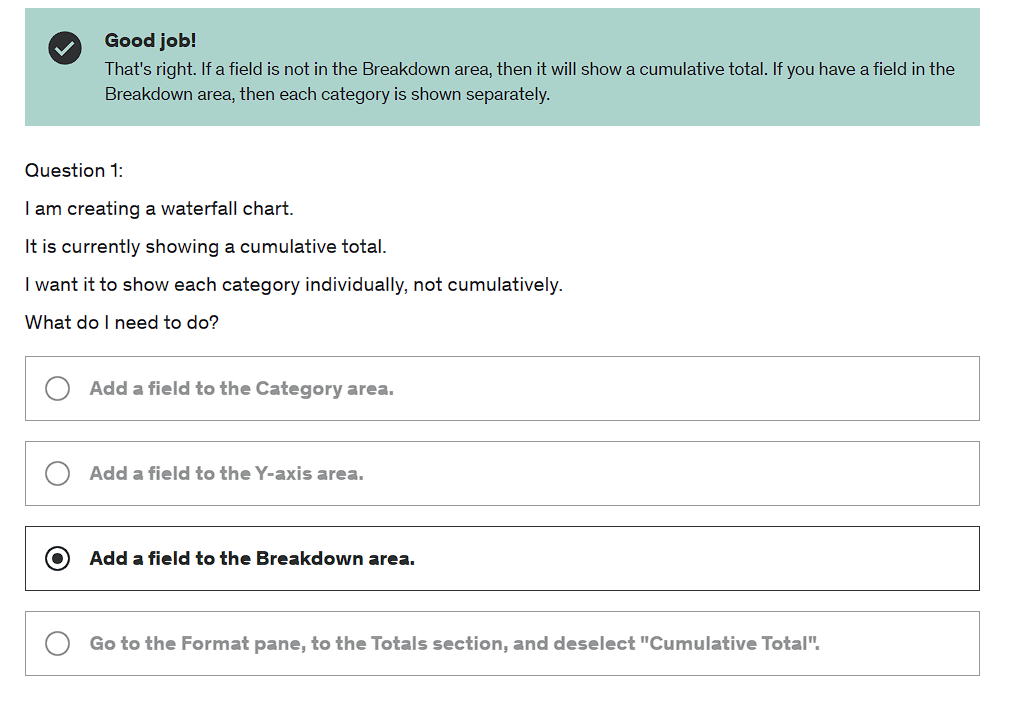 Good job!
That's right. If a field is not in the Breakdown area, then it will show a cumulative total. If you have a field in the
Breakdown area, then each category is shown separately.
Question 1:
I am creating a waterfall chart.
It is currently showing a cumulative total.
I want it to show each category individually, not cumulatively.
What do I need to do?
Add a field to the Category area.
Add a field to the Y-axis area.
Add a field to the Breakdown area.
Go to the Format pane, to the Totals section, and deselect "Cumulative Total".